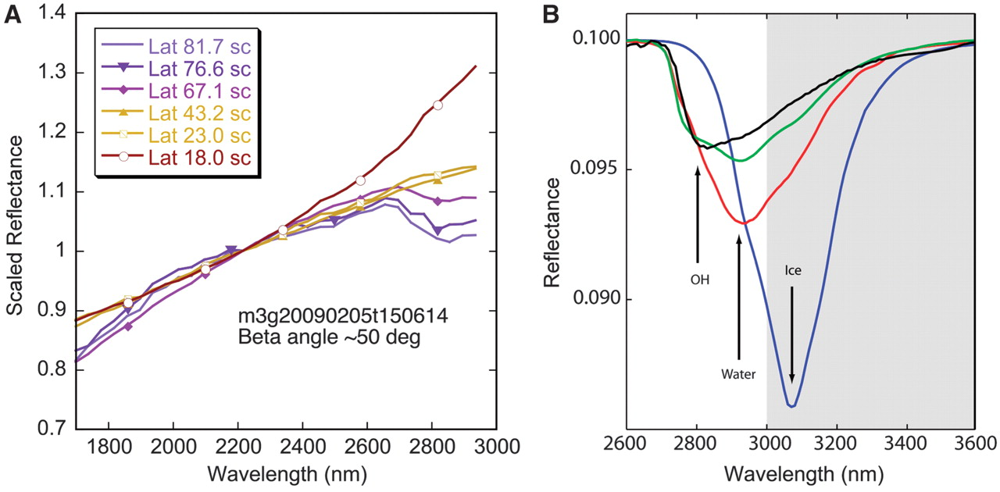 A
1.4
1.3
1.2
1.1
1
0.9
0.8
0.7
Scaled Reflectance
Lat 81.7 sc
Lat 76.6 sc
Lat 67.1 sc
Lat 43.2 sc
Lat 23.0 sc
Lat 18.0 sc
m3g20090205t150614
Beta angle ~50 deg
1800 2000 2200 2400 2600 2800 3000
Wavelength (nm)
B
0.100
0.095
0.090
Reflectance
OH
Water
Ice
2600 2800 3000 3200 3400 3600
Wavelength (nm)